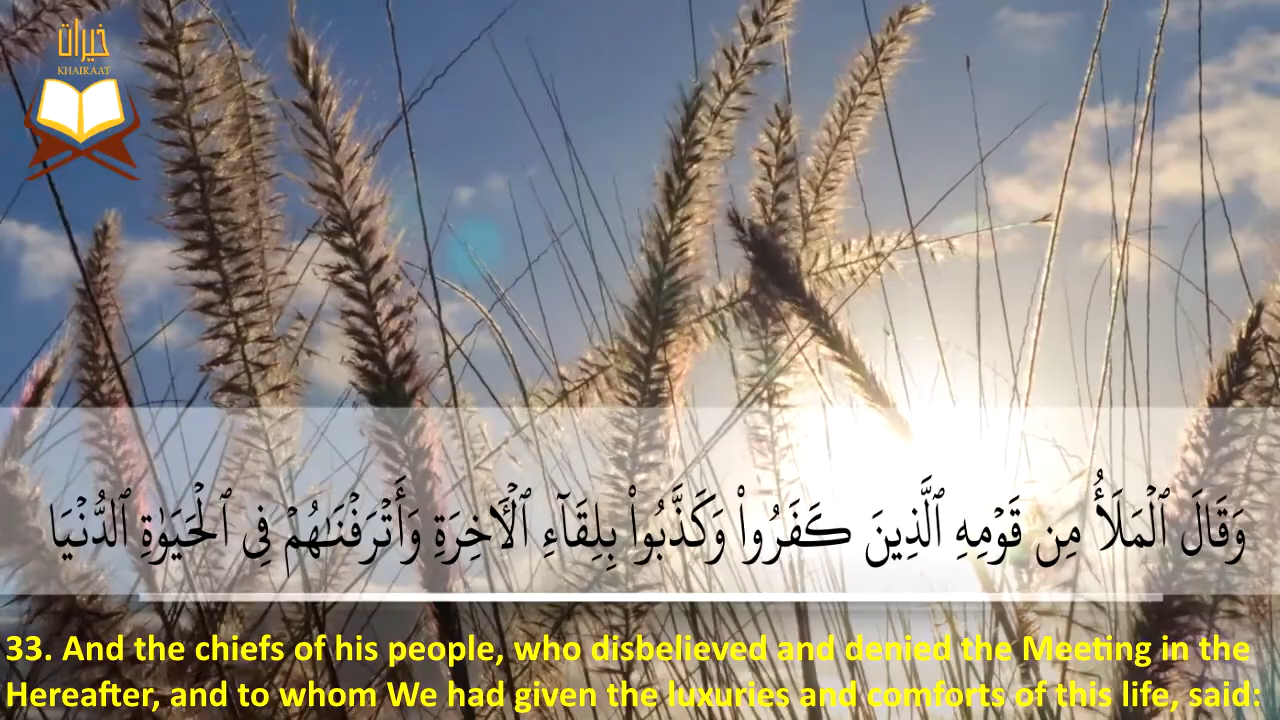 خيرات
KHAIRAAT
وَقَالَ ٱلْمَلَأُ مِن قَوْمِهِ ٱلَّذِينَ كَفَرُوا۟ وَكَذَّبُوا۟ بِلِقَآءِ ٱلْأَخِرَةِ وَأَتْرَفْنَـٰهُمْ فِى ٱلْحَيَوٰةِ ٱلدُّنْيَا
33. And the chiefs of his people, who disbelieved and denied the Meeting in the
Hereafter, and to whom We had given the luxuries and comforts of this life, said: